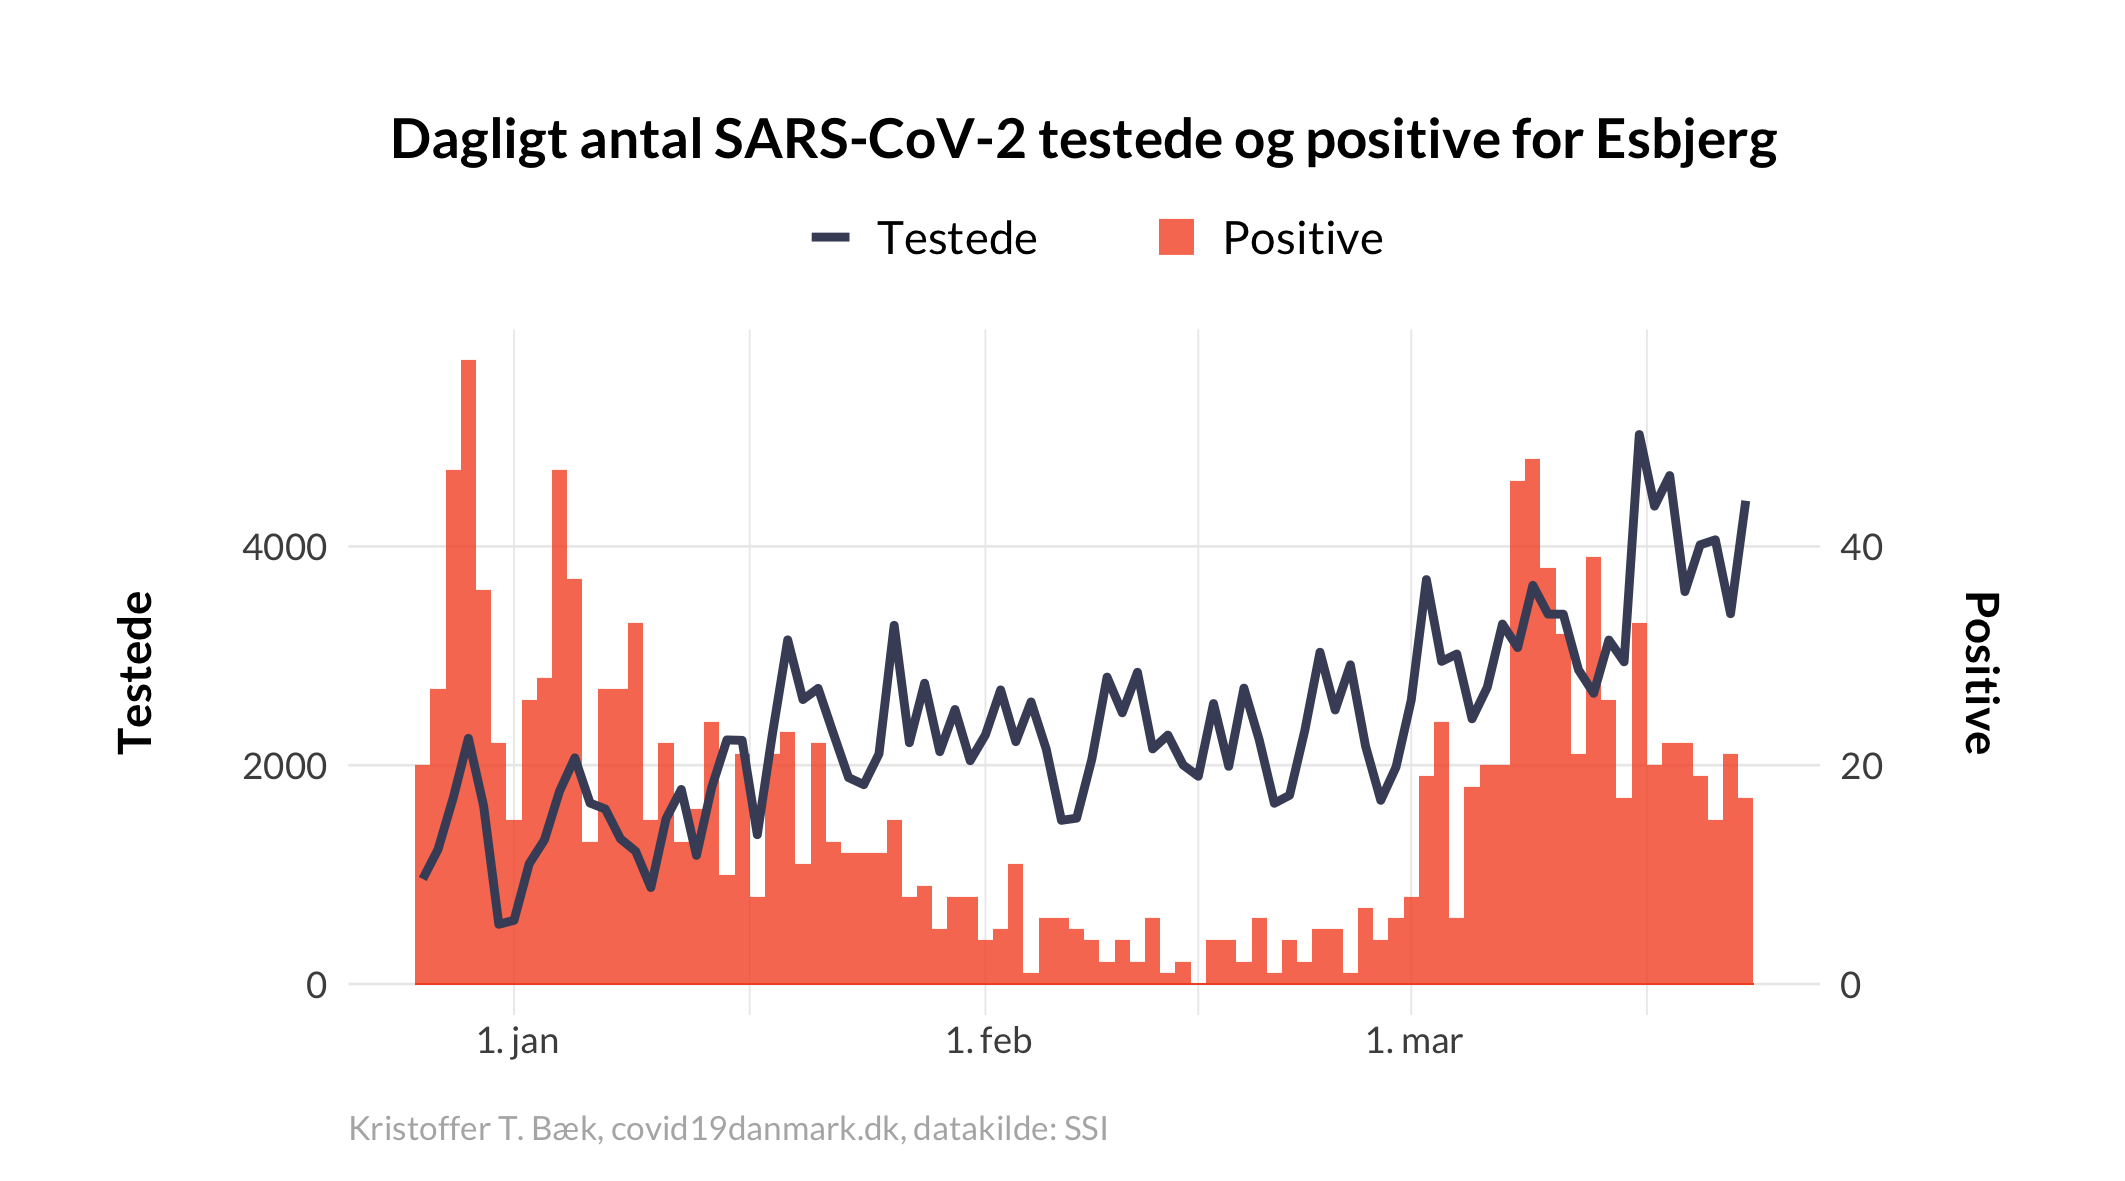 Dagligt antal SARS-CoV-2 testede og positive for Esbjerg
Testede
Positive
Testede
4000
2000
0
40
20
0
Positive
1. jan
1. feb
1. mar
Kristoffer T. Bæk, covid19danmark.dk, datakilde: SSI